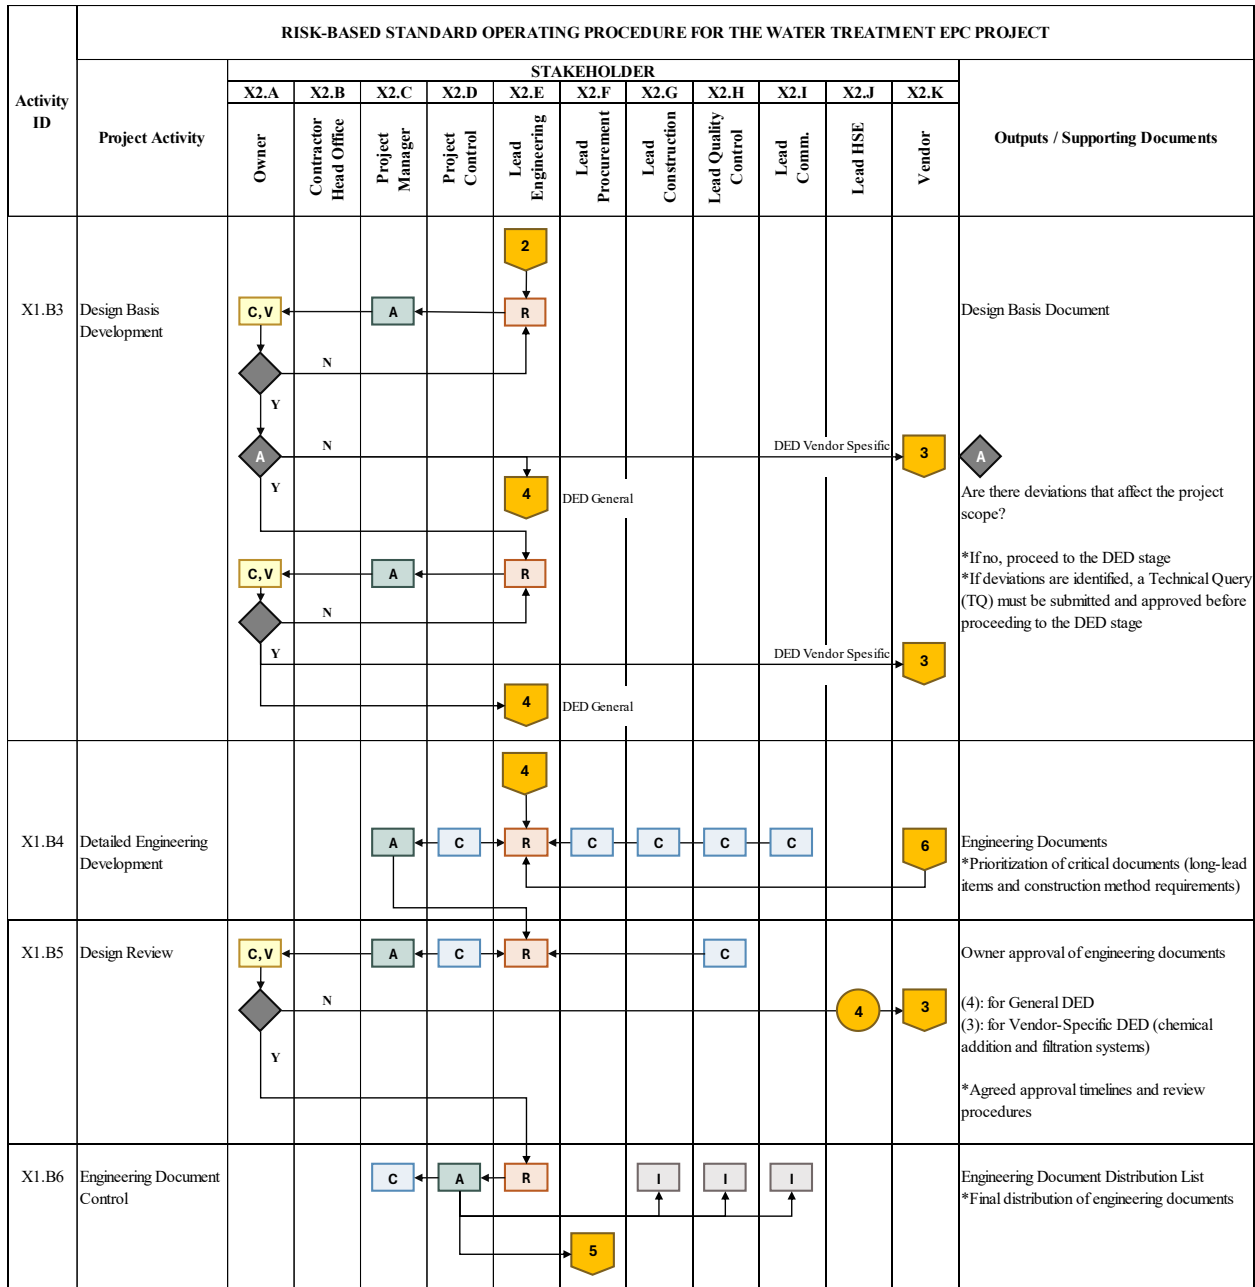 RISK-BASED STANDARD OPERATING PROCEDURE FOR THE WATER TREATMENT EPC PROJECT
Activity
ID
Project Activity
STAKEHOLDER
X2.A
X2.B
X2.C
X2.D
X2.E
X2.F
X2.G
X2.H
X2.I
X2.J
X2.K
Owner
Contractor
Head Office
Project
Manager
Project
Control
Lead
Engineering
Lead
Procurement
Lead
Construction
Lead Quality
Control
Lead
Comm.
Lead HSE
Vendor
Outputs / Supporting Documents
2
X1.B3
Design Basis
Development
C, V
A
R
Design Basis Document
N
Y
A
N
DED Vendor Spesific
3
A
Y
4
DED General
Are there deviations that affect the project
scope?
*If no, proceed to the DED stage
*If deviations are identified, a Technical Query
(TQ) must be submitted and approved before
proceeding to the DED stage
C, V
A
R
N
Y
DED Vendor Spesific
3
4
DED General
4
X1.B4
Detailed Engineering
Development
A
C
R
C
C
C
C
6
Engineering Documents
*Prioritization of critical documents (long-lead
items and construction method requirements)
X1.B5
Design Review
C, V
A
C
R
C
Owner approval of engineering documents
N
4
3
(4): for General DED
(3): for Vendor-Specific DED (chemical
addition and filtration systems)
Y
*Agreed approval timelines and review
procedures
X1.B6
Engineering Document
Control
C
A
R
I
I
I
Engineering Document Distribution List
*Final distribution of engineering documents
5